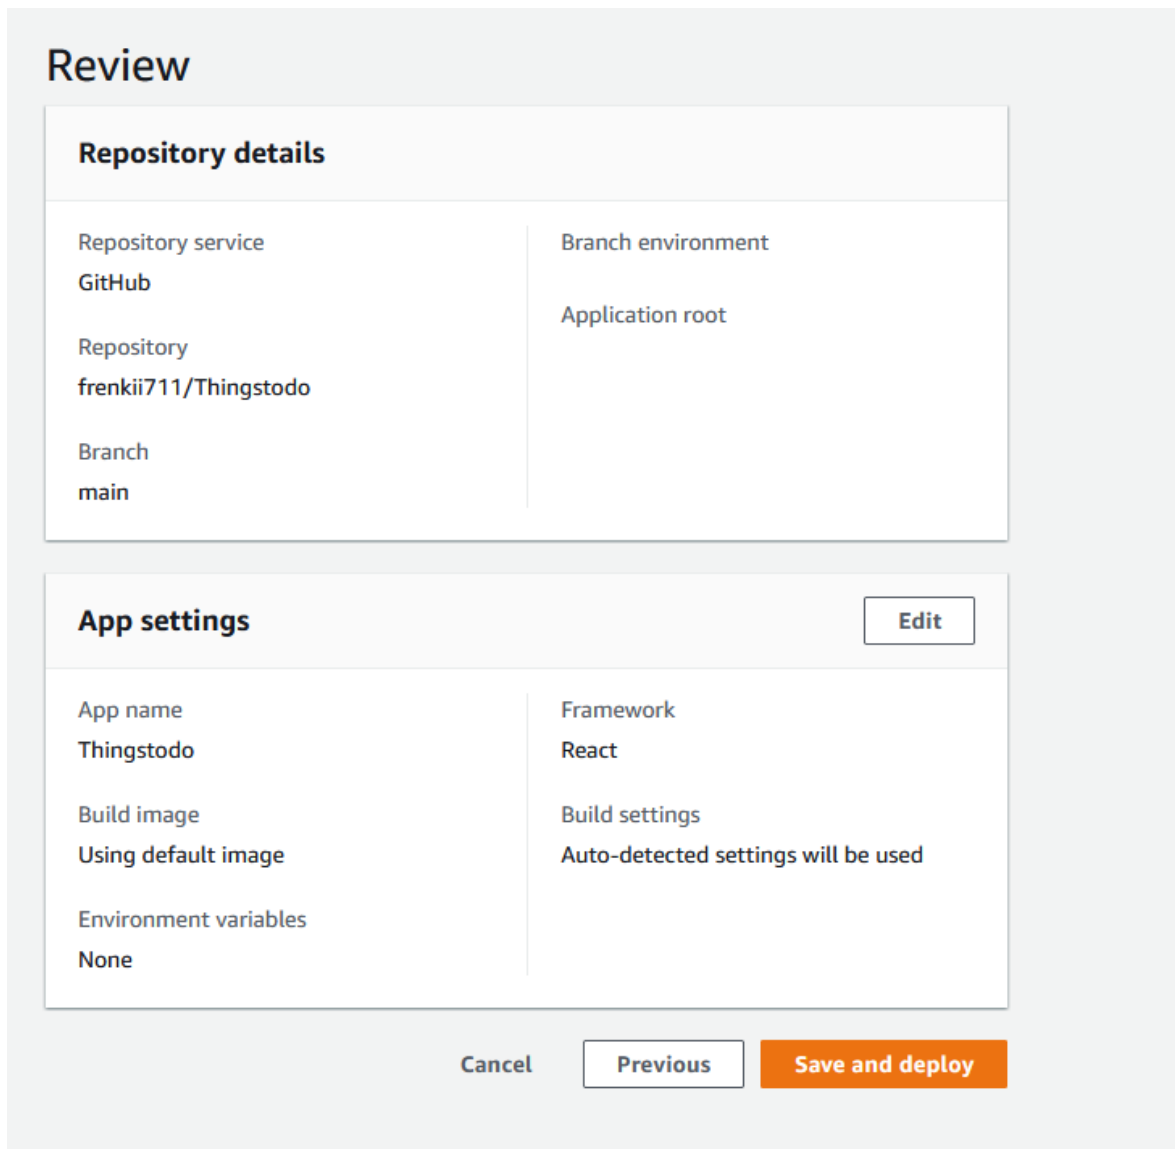 Review
Repository details
Repository service
GitHub
Repository
frenkii711/Thingstodo
Branch
main
Branch environment
Application root
App settings
Edit
App name
Thingstodo
Build image
Using default image
Environment variables
None
Framework
React
Build settings
Auto-detected settings will be used
Cancel
Previous
Save and deploy